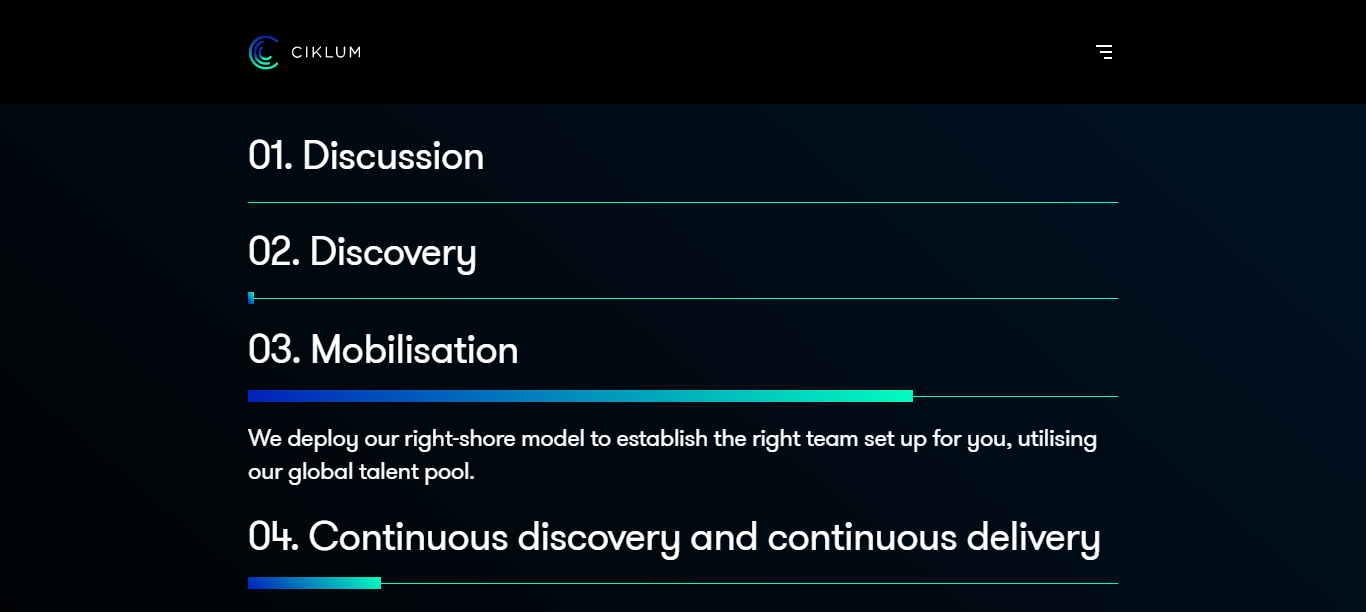 CIKLUM
01. Discussion
02. Discovery
03. Mobilisation
We deploy our right-shore model to establish the right team set up for you, utilising
our global talent pool.
04. Continuous discovery and continuous delivery